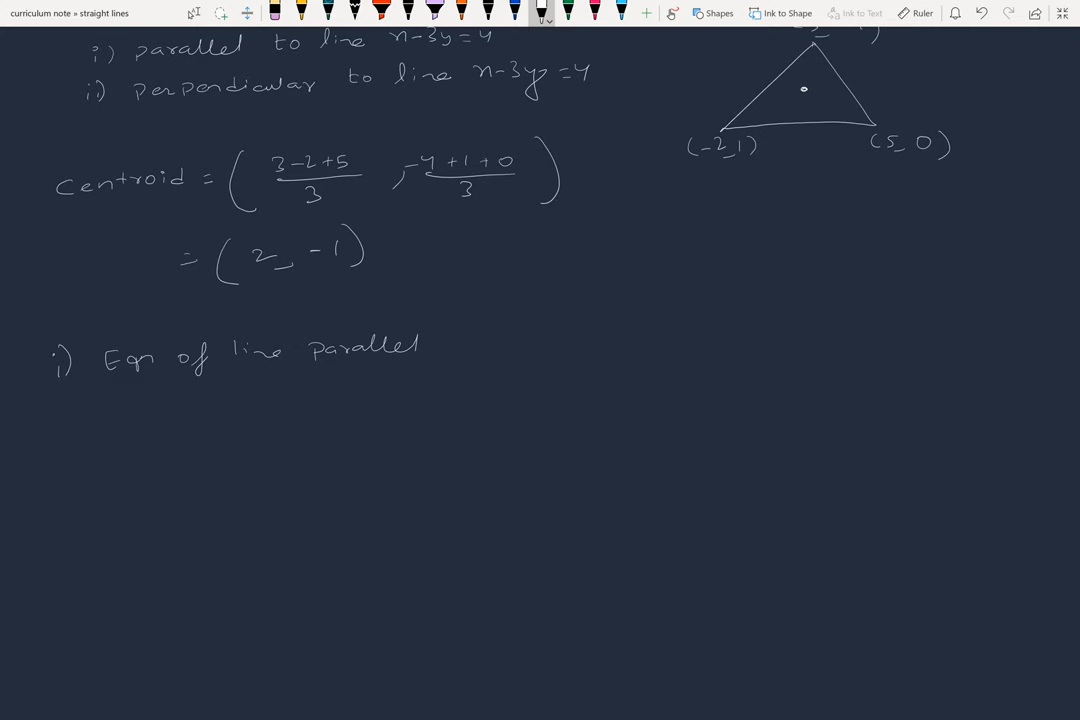 curriculum note » straight lines
Shapes Ink to Shape Ink to Text Ruler
i) parallel to line x-3y=4
ii) perpendicular to line x-3y=4
(-2, 1) (5, 0)
Centroid = ( 3-2+5 / 3 , -4+1+0 / 3 )
= ( 2, -1 )
i) Eqn of line parallel